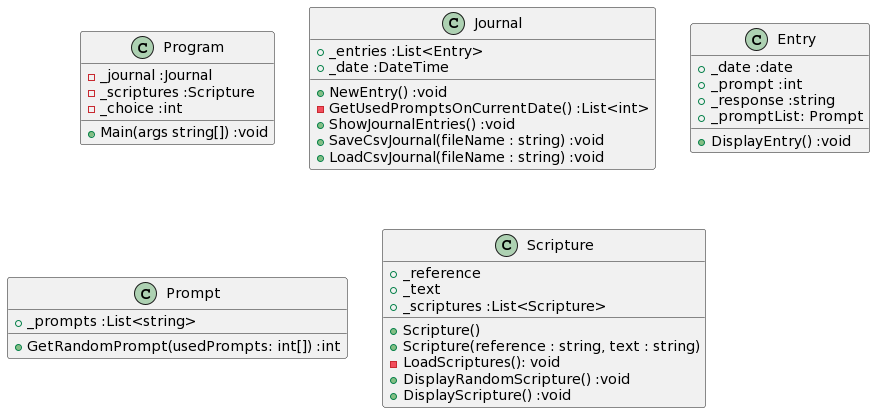 C Program
_journal :Journal
_scriptures :Scripture
_choice :int
Main(args string[]) :void
C Journal
_entries :List<Entry>
_date :DateTime
NewEntry() :void
GetUsedPromptsOnCurrentDate() :List<int>
ShowJournalEntries() :void
SaveCsvJournal(fileName : string) :void
LoadCsvJournal(fileName : string) :void
C Entry
_date :date
_prompt :int
_response :string
_promptList: Prompt
DisplayEntry() :void
C Prompt
_prompts :List<string>
GetRandomPrompt(usedPrompts: int[]) :int
C Scripture
_reference
_text
_scriptures :List<Scripture>
Scripture()
Scripture(reference : string, text : string)
LoadScriptures(): void
DisplayRandomScripture() :void
DisplayScripture() :void